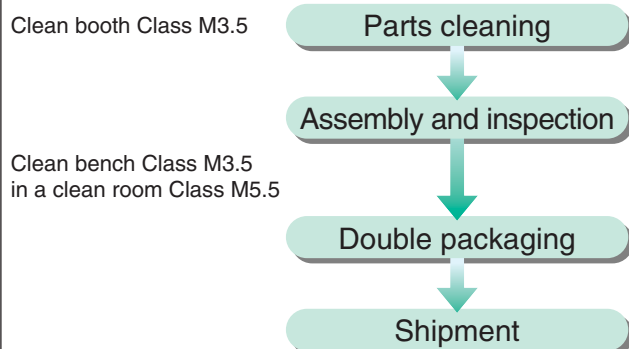 Clean booth Class M3.5
Parts cleaning
Assembly and inspection
Clean bench Class M3.5
in a clean room Class M5.5
Double packaging
Shipment